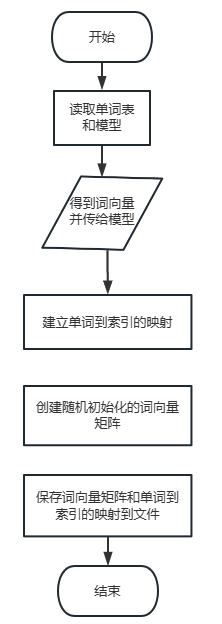 开始
读取单词表
和模型
得到词向量
并传给模型
建立单词到索引的映射
创建随机初始化的词向量
矩阵
保存词向量矩阵和单词到
索引的映射到文件
结束